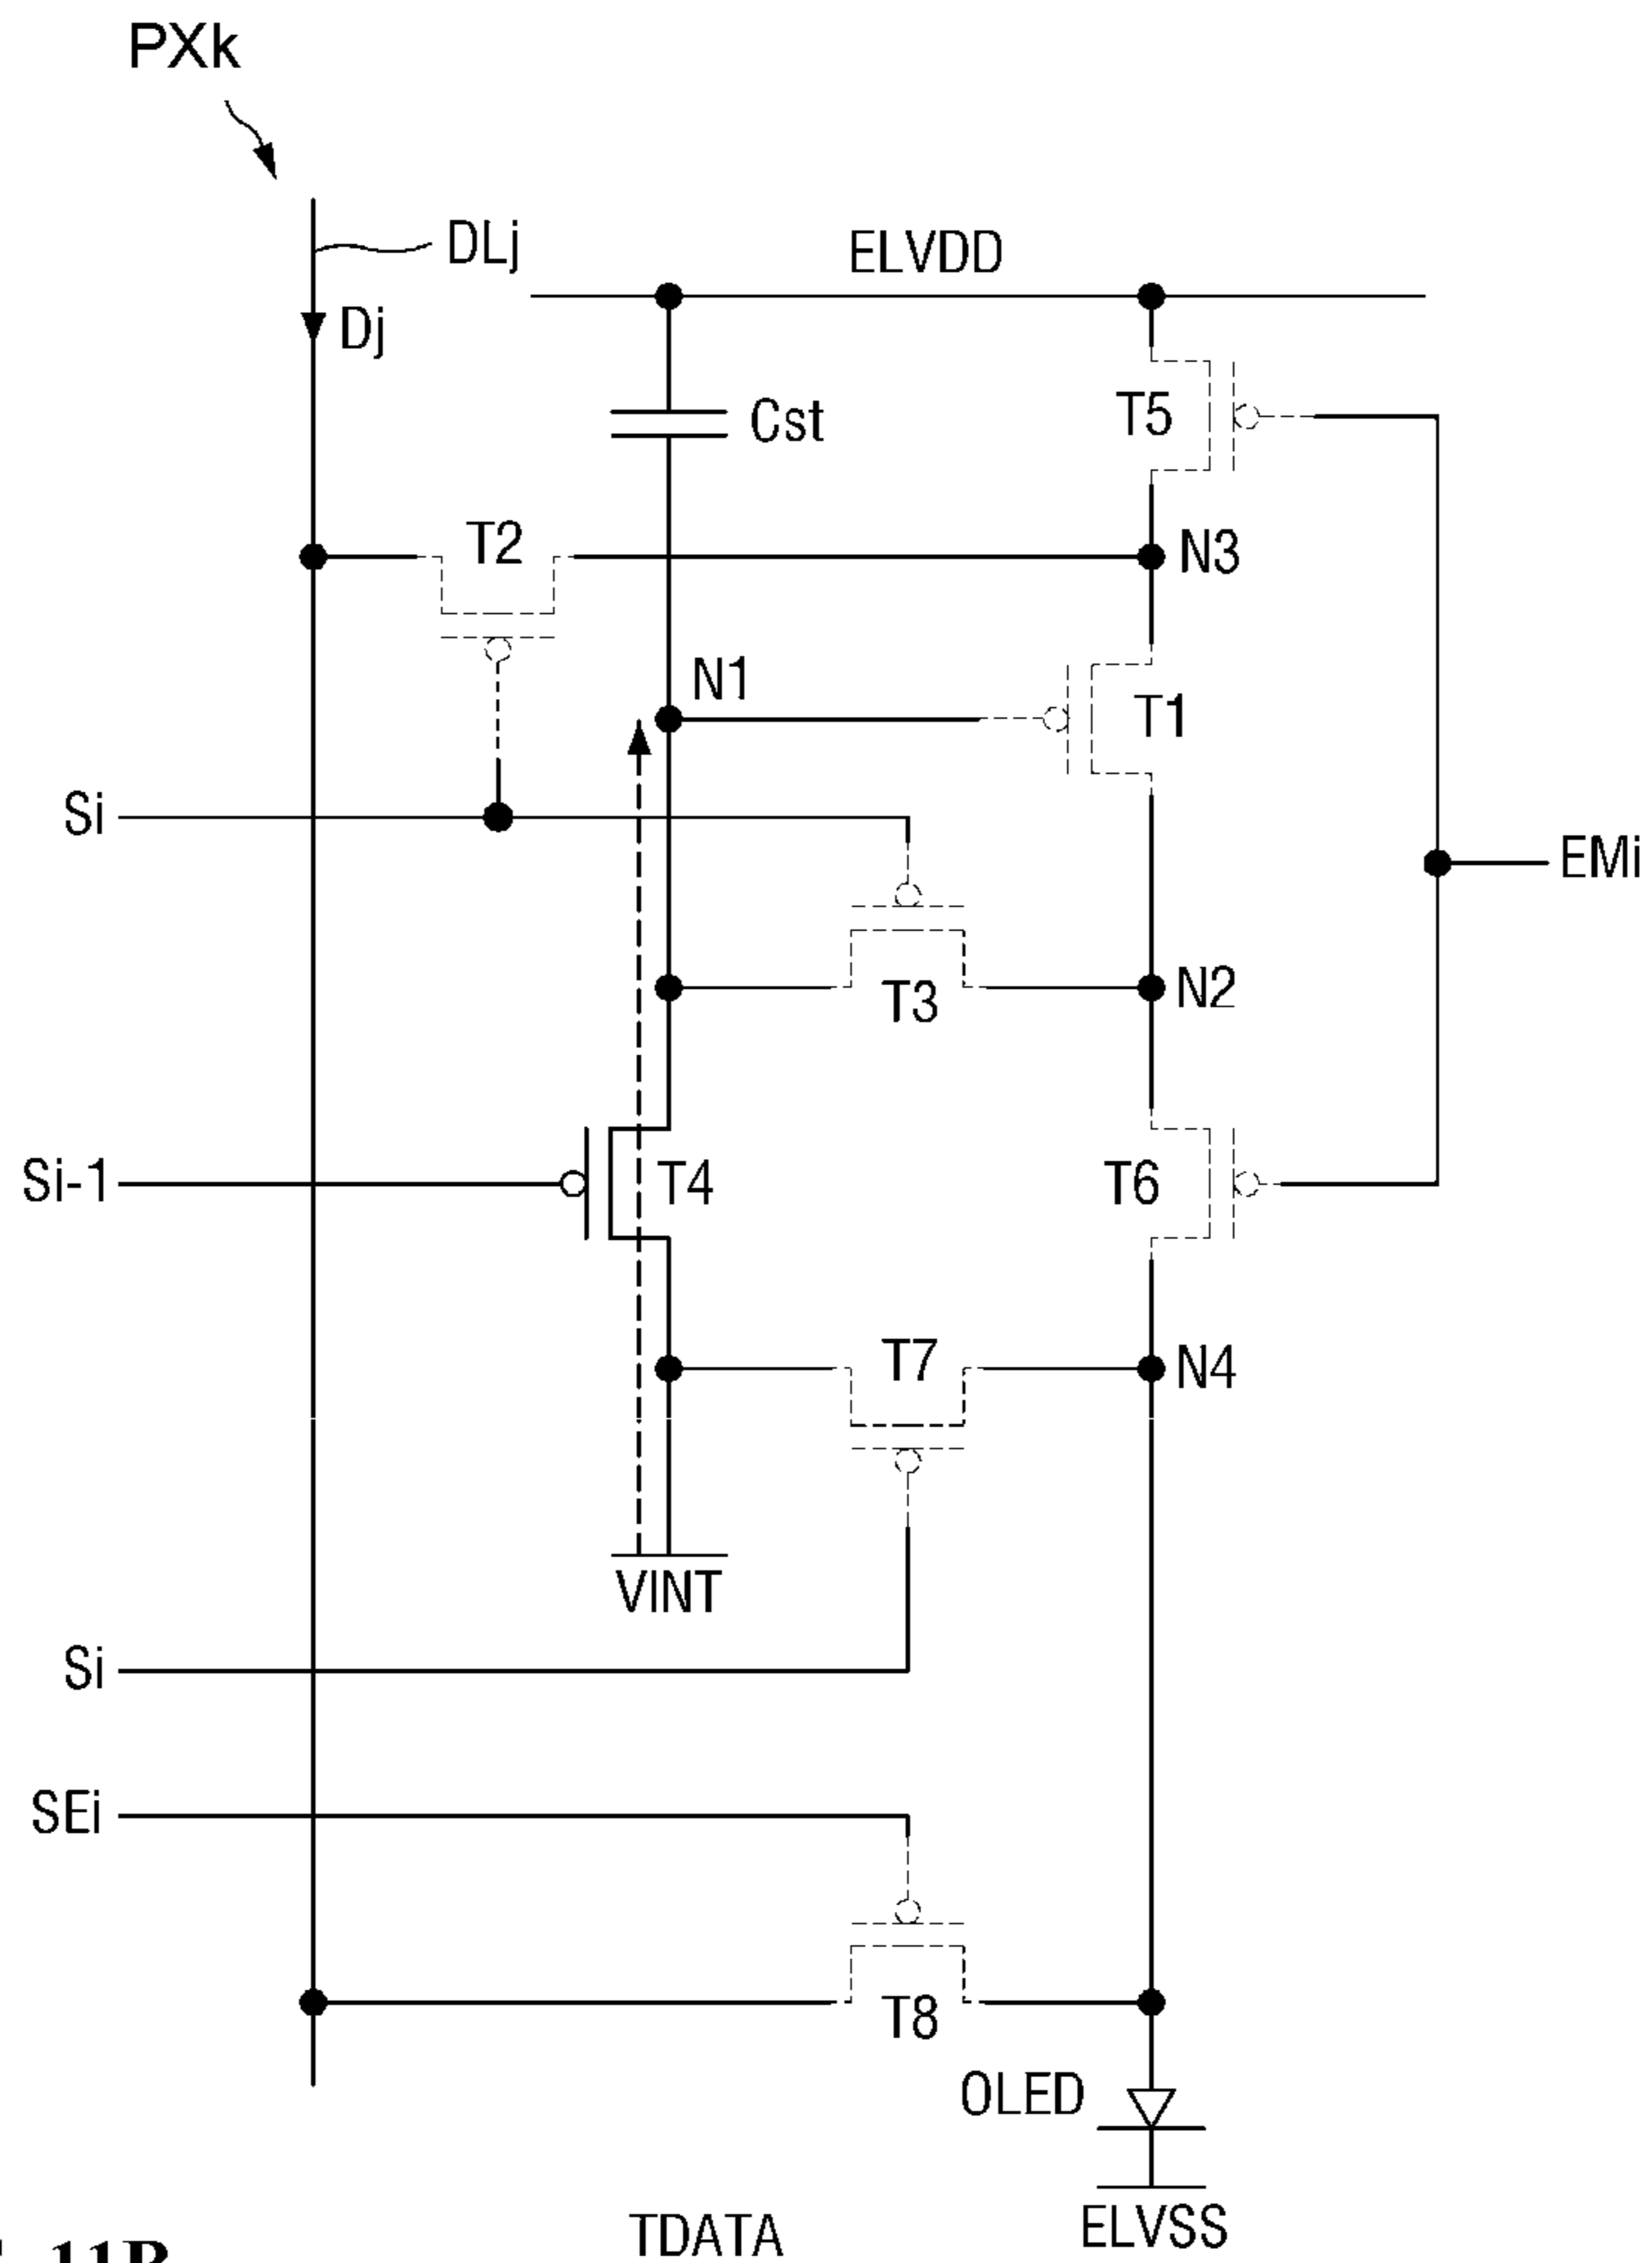 PXk
DLj
ELVDD
Dj
T5
Cst
T2
N3
N1
T1
Si
EMi
T3
N2
Si-1
T4
T6
T7
N4
VINT
Si
SEi
T8
OLED
ELVSS
TDATA
11B